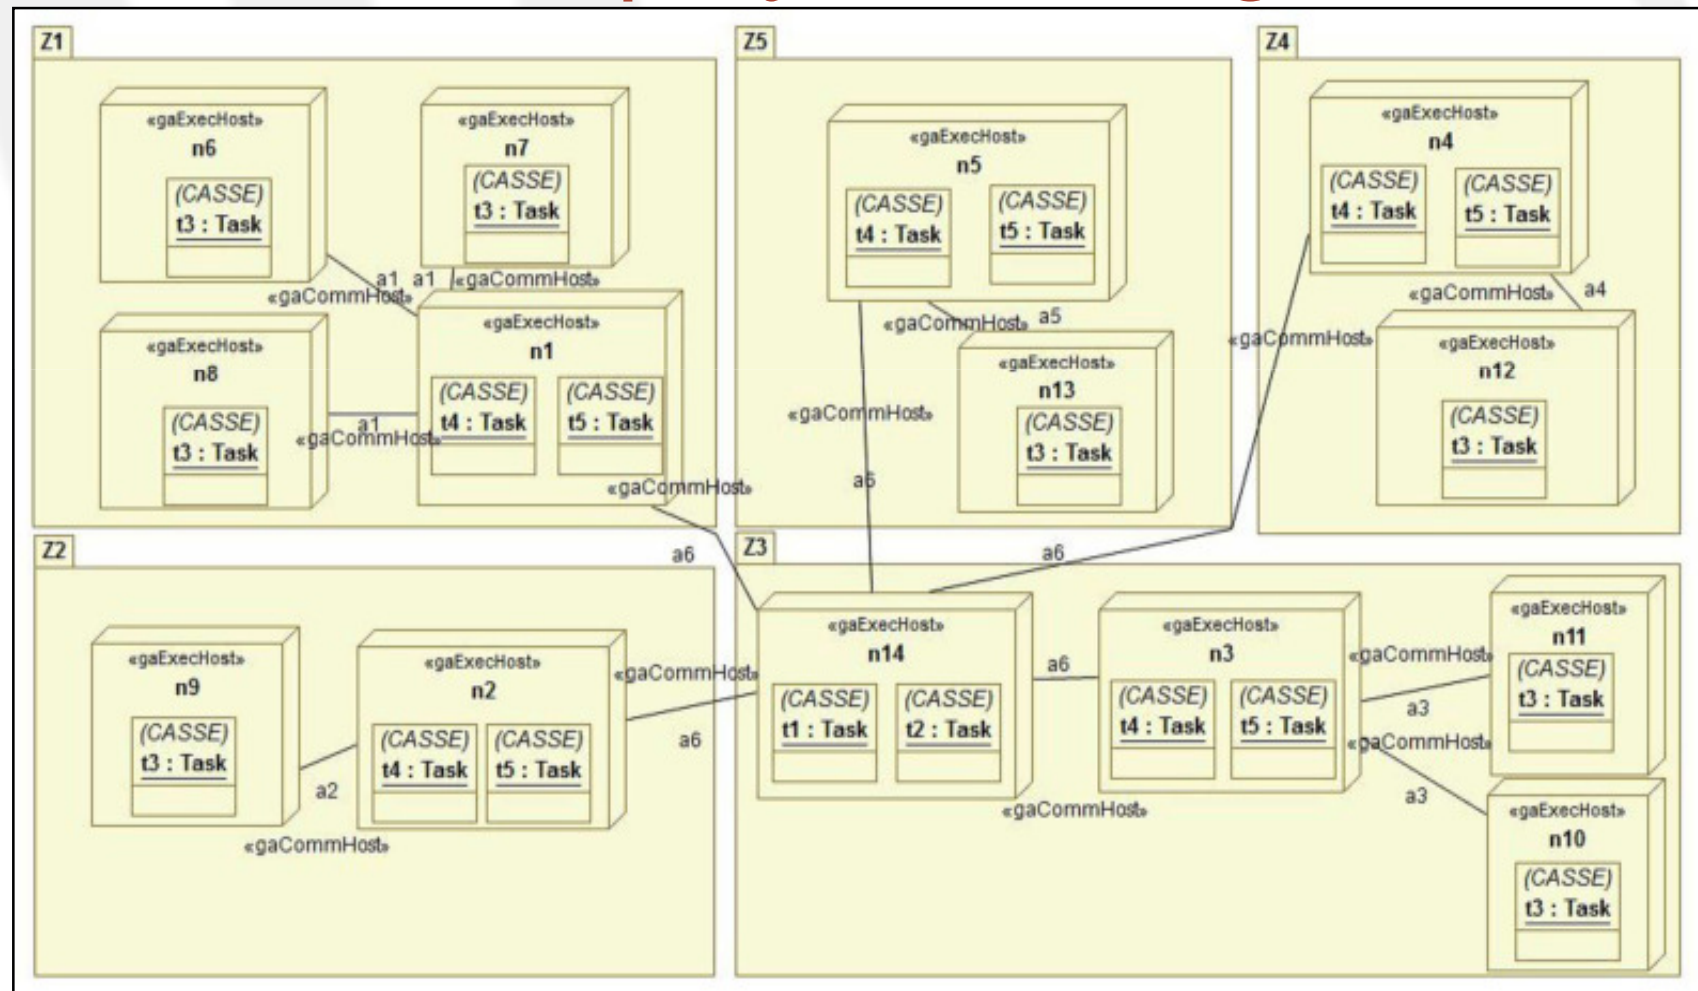 Z1
«gaExecHost»
n6
(CASSE)
t3 : Task
«gaExecHost»
n7
(CASSE)
t3 : Task
a1
a1
«gaCommHost»
«gaCommHost»
«gaExecHost»
n8
(CASSE)
t3 : Task
a1
«gaCommHost»
«gaExecHost»
n1
(CASSE)
t4 : Task
(CASSE)
t5 : Task
«gaCommHost»
a6
Z5
«gaExecHost»
n5
(CASSE)
t4 : Task
(CASSE)
t5 : Task
«gaCommHost»
a5
«gaExecHost»
n13
(CASSE)
t3 : Task
«gaCommHost»
a6
Z4
«gaExecHost»
n4
(CASSE)
t4 : Task
(CASSE)
t5 : Task
«gaCommHost»
a4
«gaCommHost»
«gaExecHost»
n12
(CASSE)
t3 : Task
a6
Z2
«gaExecHost»
n9
(CASSE)
t3 : Task
a2
«gaCommHost»
«gaExecHost»
n2
(CASSE)
t4 : Task
(CASSE)
t5 : Task
«gaCommHost»
a6
Z3
«gaExecHost»
n14
(CASSE)
t1 : Task
(CASSE)
t2 : Task
a6
«gaCommHost»
«gaExecHost»
n3
(CASSE)
t4 : Task
(CASSE)
t5 : Task
«gaCommHost»
a3
«gaCommHost»
a3
«gaExecHost»
n11
(CASSE)
t3 : Task
«gaExecHost»
n10
(CASSE)
t3 : Task